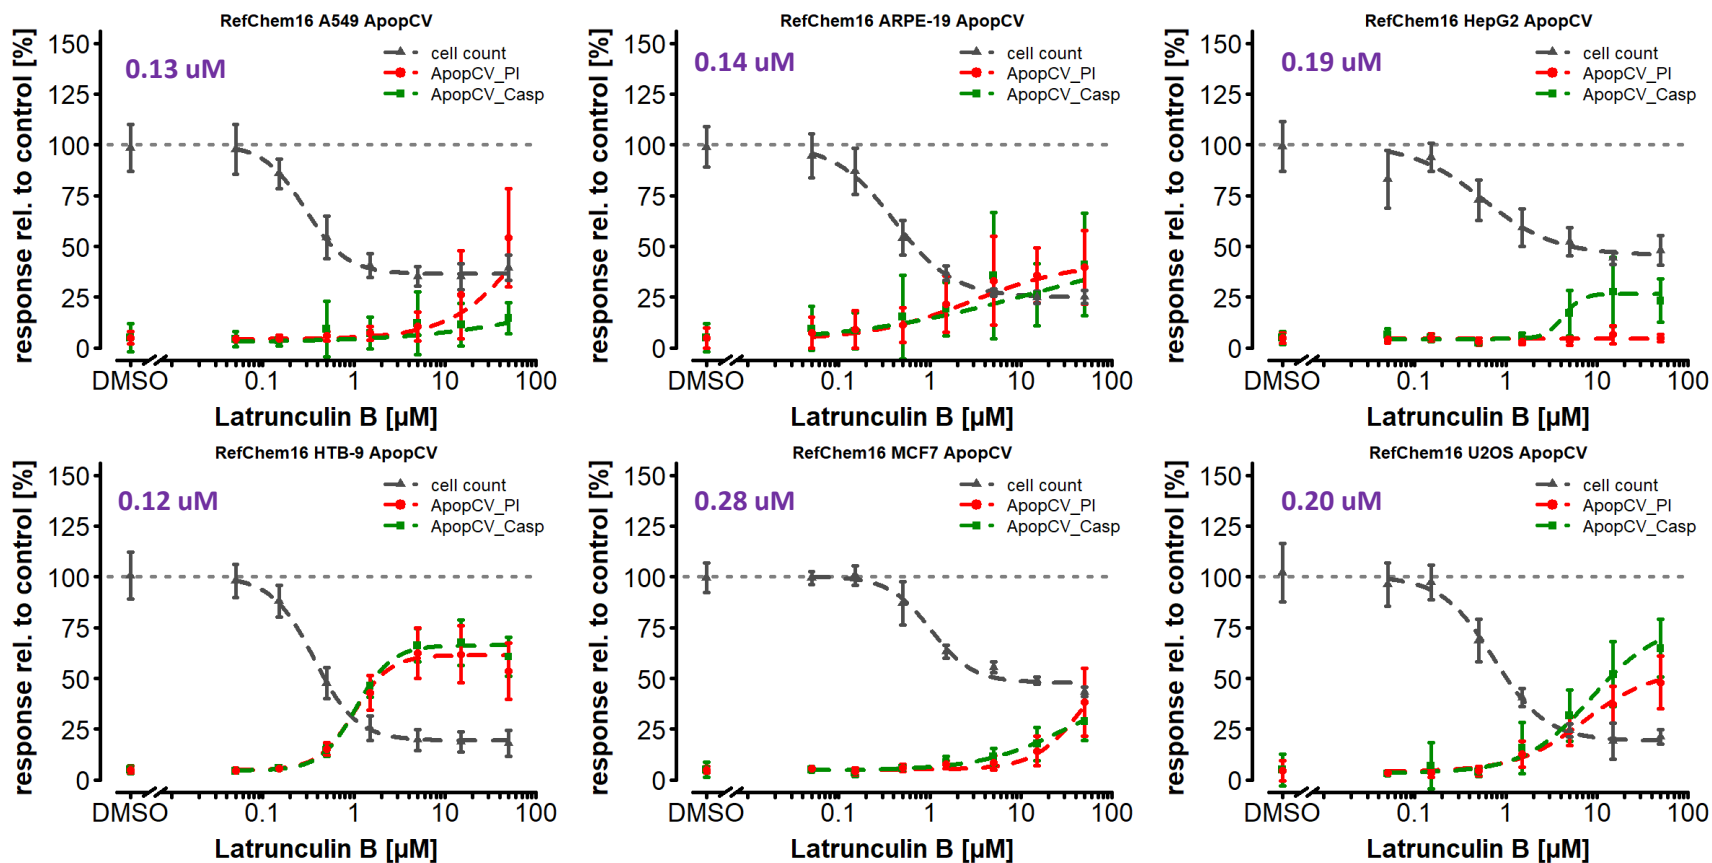 RefChem16 A549 ApopCV
response rel. to control [%]
150
125
100
75
50
25
0
0.13 uM
cell count
ApopCV_PI
ApopCV_Casp
DMSO
0.1
1
10
100
Latrunculin B [µM]
RefChem16 ARPE-19 ApopCV
response rel. to control [%]
150
125
100
75
50
25
0
0.14 uM
cell count
ApopCV_PI
ApopCV_Casp
DMSO
0.1
1
10
100
Latrunculin B [µM]
RefChem16 HepG2 ApopCV
response rel. to control [%]
150
125
100
75
50
25
0
0.19 uM
cell count
ApopCV_PI
ApopCV_Casp
DMSO
0.1
1
10
100
Latrunculin B [µM]
RefChem16 HTB-9 ApopCV
response rel. to control [%]
150
125
100
75
50
25
0
0.12 uM
cell count
ApopCV_PI
ApopCV_Casp
DMSO
0.1
1
10
100
Latrunculin B [µM]
RefChem16 MCF7 ApopCV
response rel. to control [%]
150
125
100
75
50
25
0
0.28 uM
cell count
ApopCV_PI
ApopCV_Casp
DMSO
0.1
1
10
100
Latrunculin B [µM]
RefChem16 U2OS ApopCV
response rel. to control [%]
150
125
100
75
50
25
0
0.20 uM
cell count
ApopCV_PI
ApopCV_Casp
DMSO
0.1
1
10
100
Latrunculin B [µM]